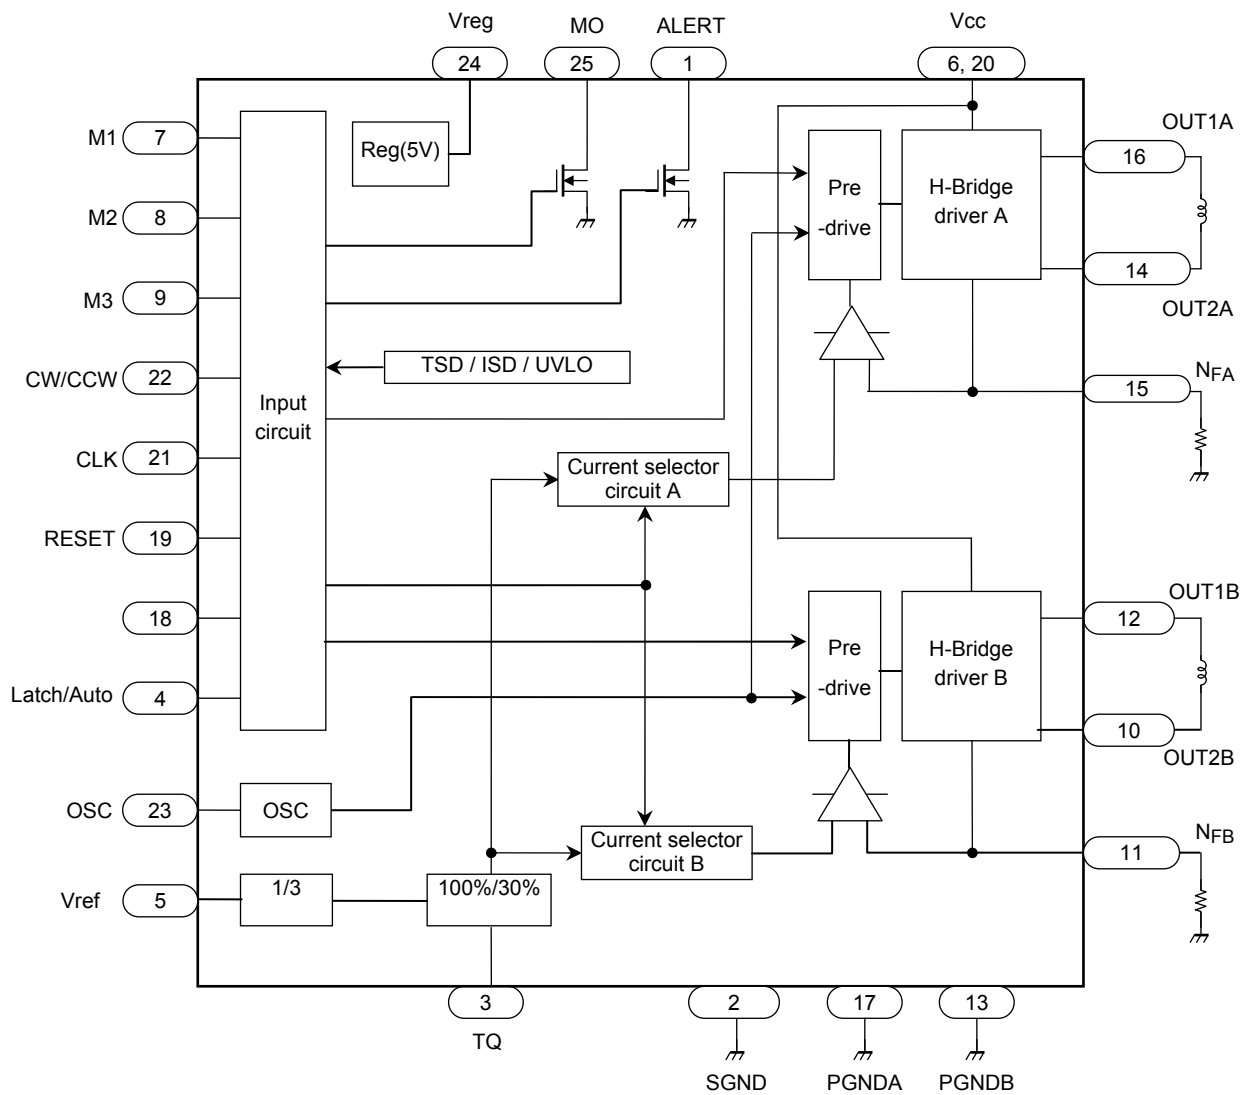 Vreg
MO
ALERT
Vcc
24
25
1
6, 20
M1
7
Reg(5V)
OUT1A
16
Pre
-drive
H-Bridge
driver A
M2
8
14
OUT2A
M3
9
TSD / ISD / UVLO
CW/CCW
22
NFA
15
Input
circuit
CLK
21
Current selector
circuit A
RESET
19
18
OUT1B
12
Pre
-drive
H-Bridge
driver B
Latch/Auto
4
10
OUT2B
OSC
23
OSC
Current selector
circuit B
NFB
11
Vref
5
1/3
100%/30%
3
TQ
2
17
13
SGND
PGNDA
PGNDB